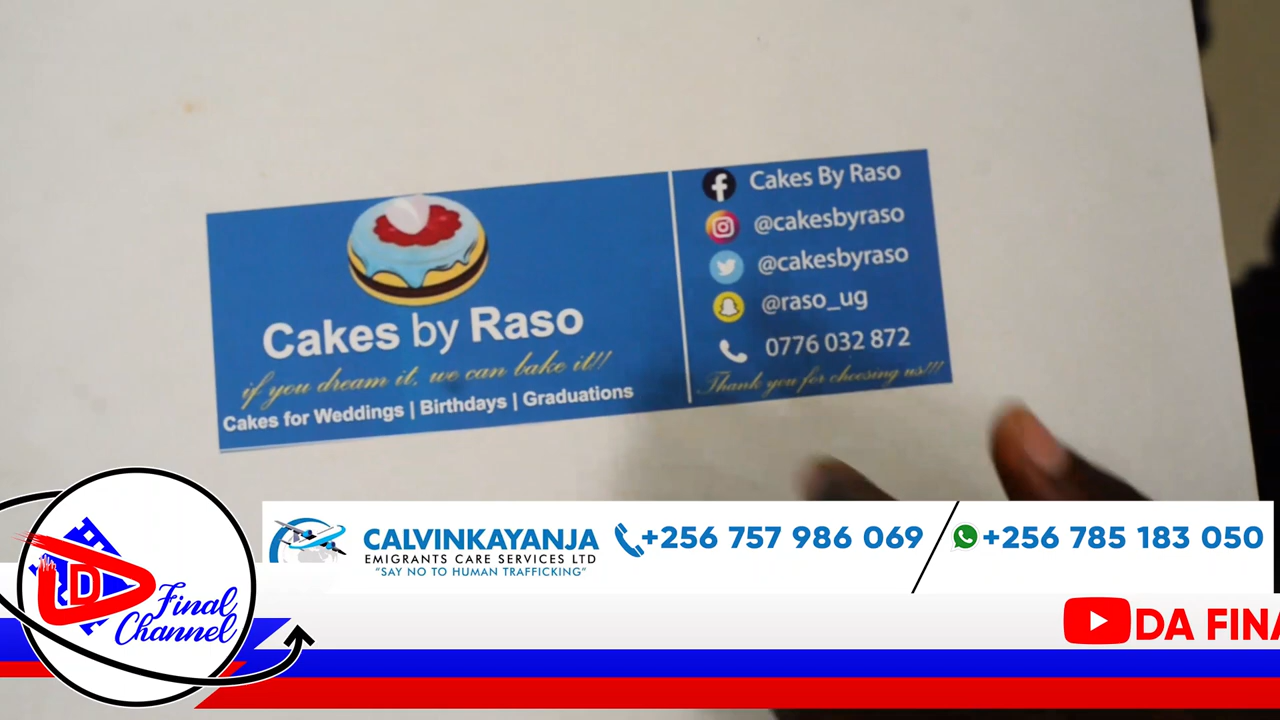 Cakes by Raso
if you dream it, we can bake it!!
Cakes for Weddings | Birthdays | Graduations
Cakes By Raso
@cakesbyraso
@cakesbyraso
@raso_ug
0776 032 872
Thank you for choosing us!!!
CALVINKAYANJA
EMIGRANTS CARE SERVICES LTD
"SAY NO TO HUMAN TRAFFICKING"
+256 757 986 069
+256 785 183 050
D
Final
Channel
DA FINA